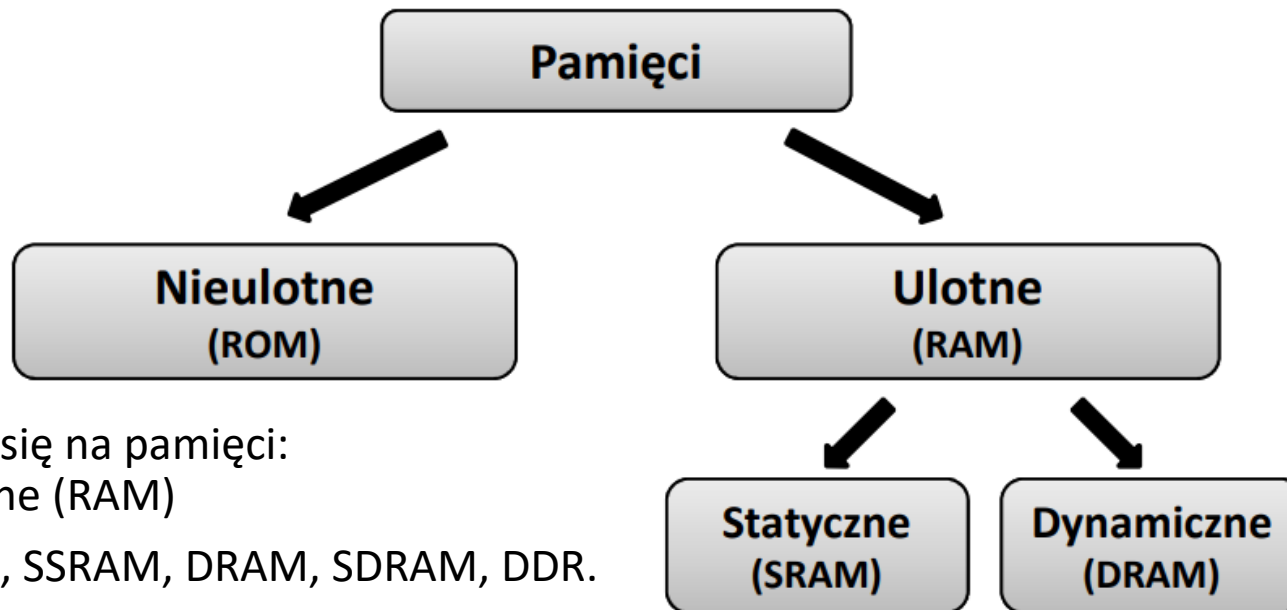 Pamięci
Nieulotne
(ROM)
Ulotne
(RAM)
się na pamięci:
ne (RAM)
, SSRAM, DRAM, SDRAM, DDR.
Statyczne
(SRAM)
Dynamiczne
(DRAM)